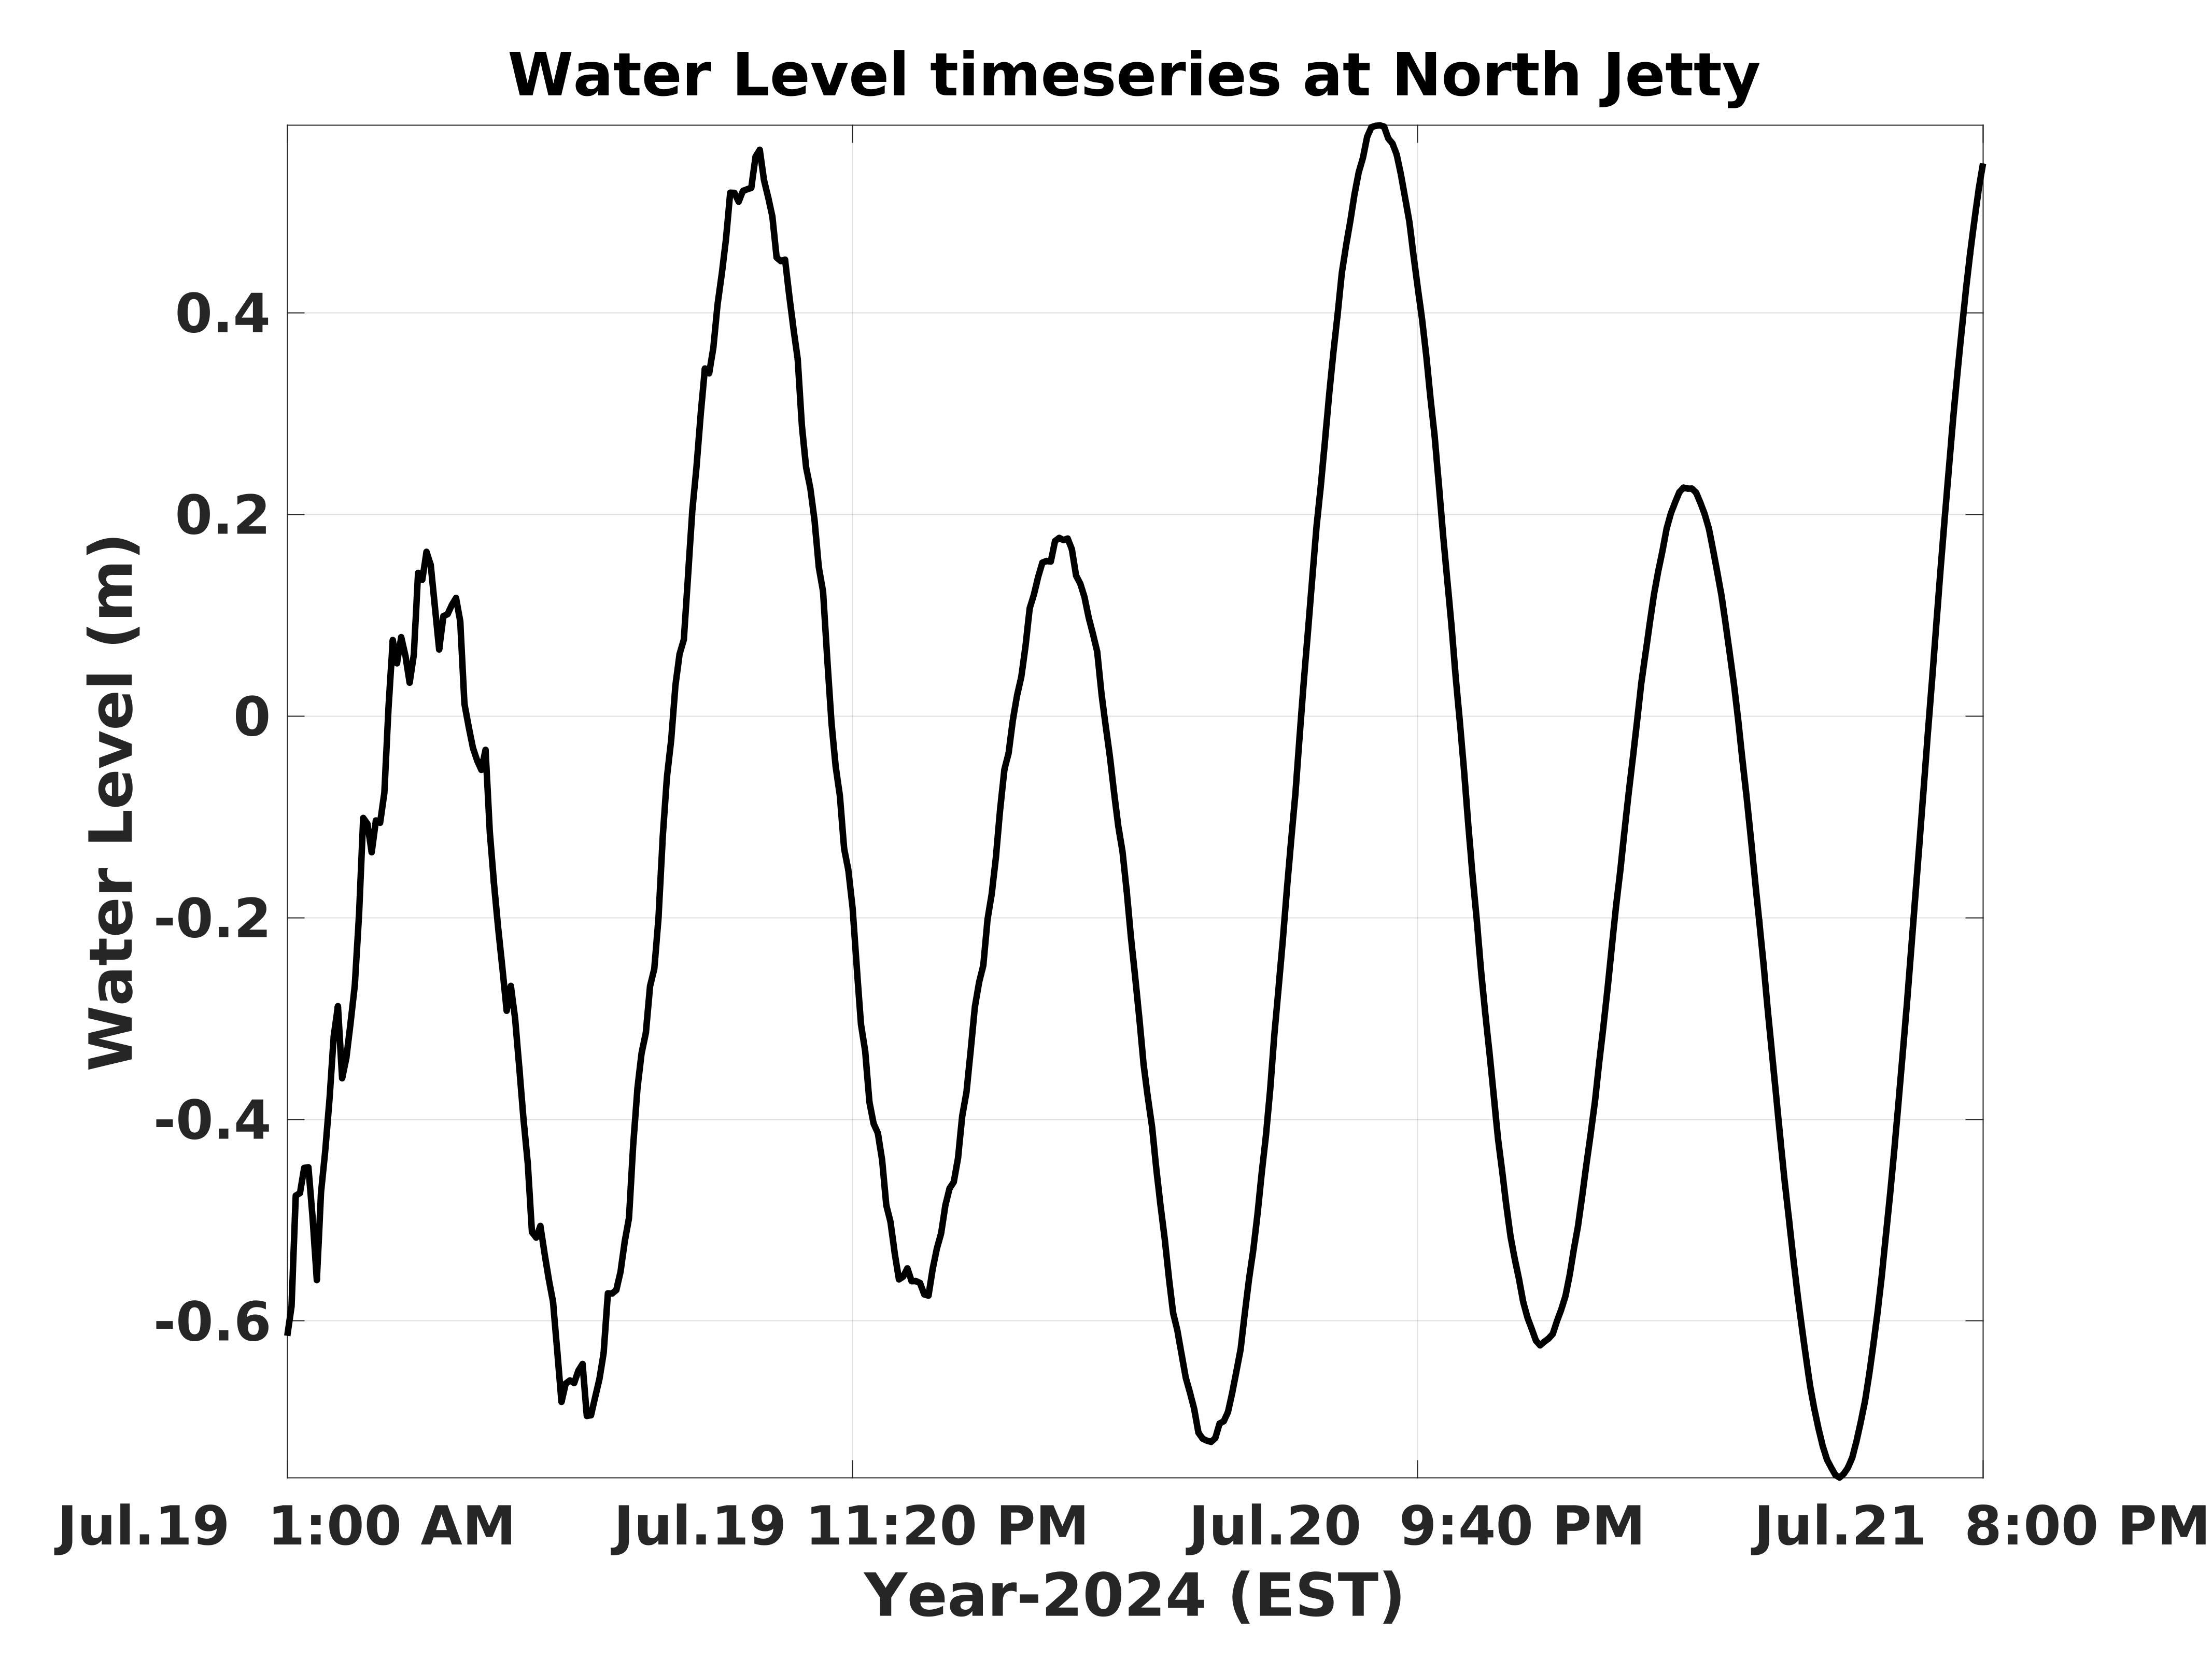 Water Level timeseries at North Jetty
Water Level (m)
0.4
0.2
0
-0.2
-0.4
-0.6
Jul.19  1:00 AM
Jul.19 11:20 PM
Jul.20  9:40 PM
Jul.21  8:00 PM
Year-2024 (EST)